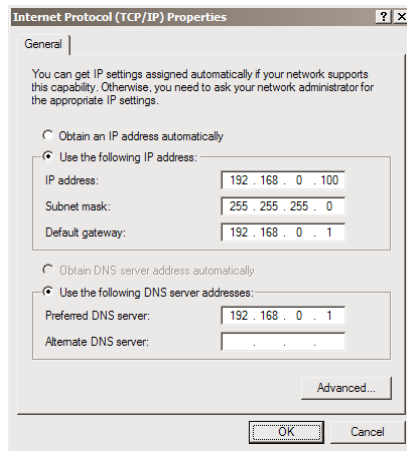 Internet Protocol (TCP/IP) Properties
General
You can get IP settings assigned automatically if your network supports
this capability. Otherwise, you need to ask your network administrator for
the appropriate IP settings.
Obtain an IP address automatically
Use the following IP address:
IP address: 192 . 168 . 0 . 100
Subnet mask: 255 . 255 . 255 . 0
Default gateway: 192 . 168 . 0 . 1
Obtain DNS server address automatically
Use the following DNS server addresses:
Preferred DNS server: 192 . 168 . 0 . 1
Alternate DNS server: . . .
Advanced...
OK Cancel